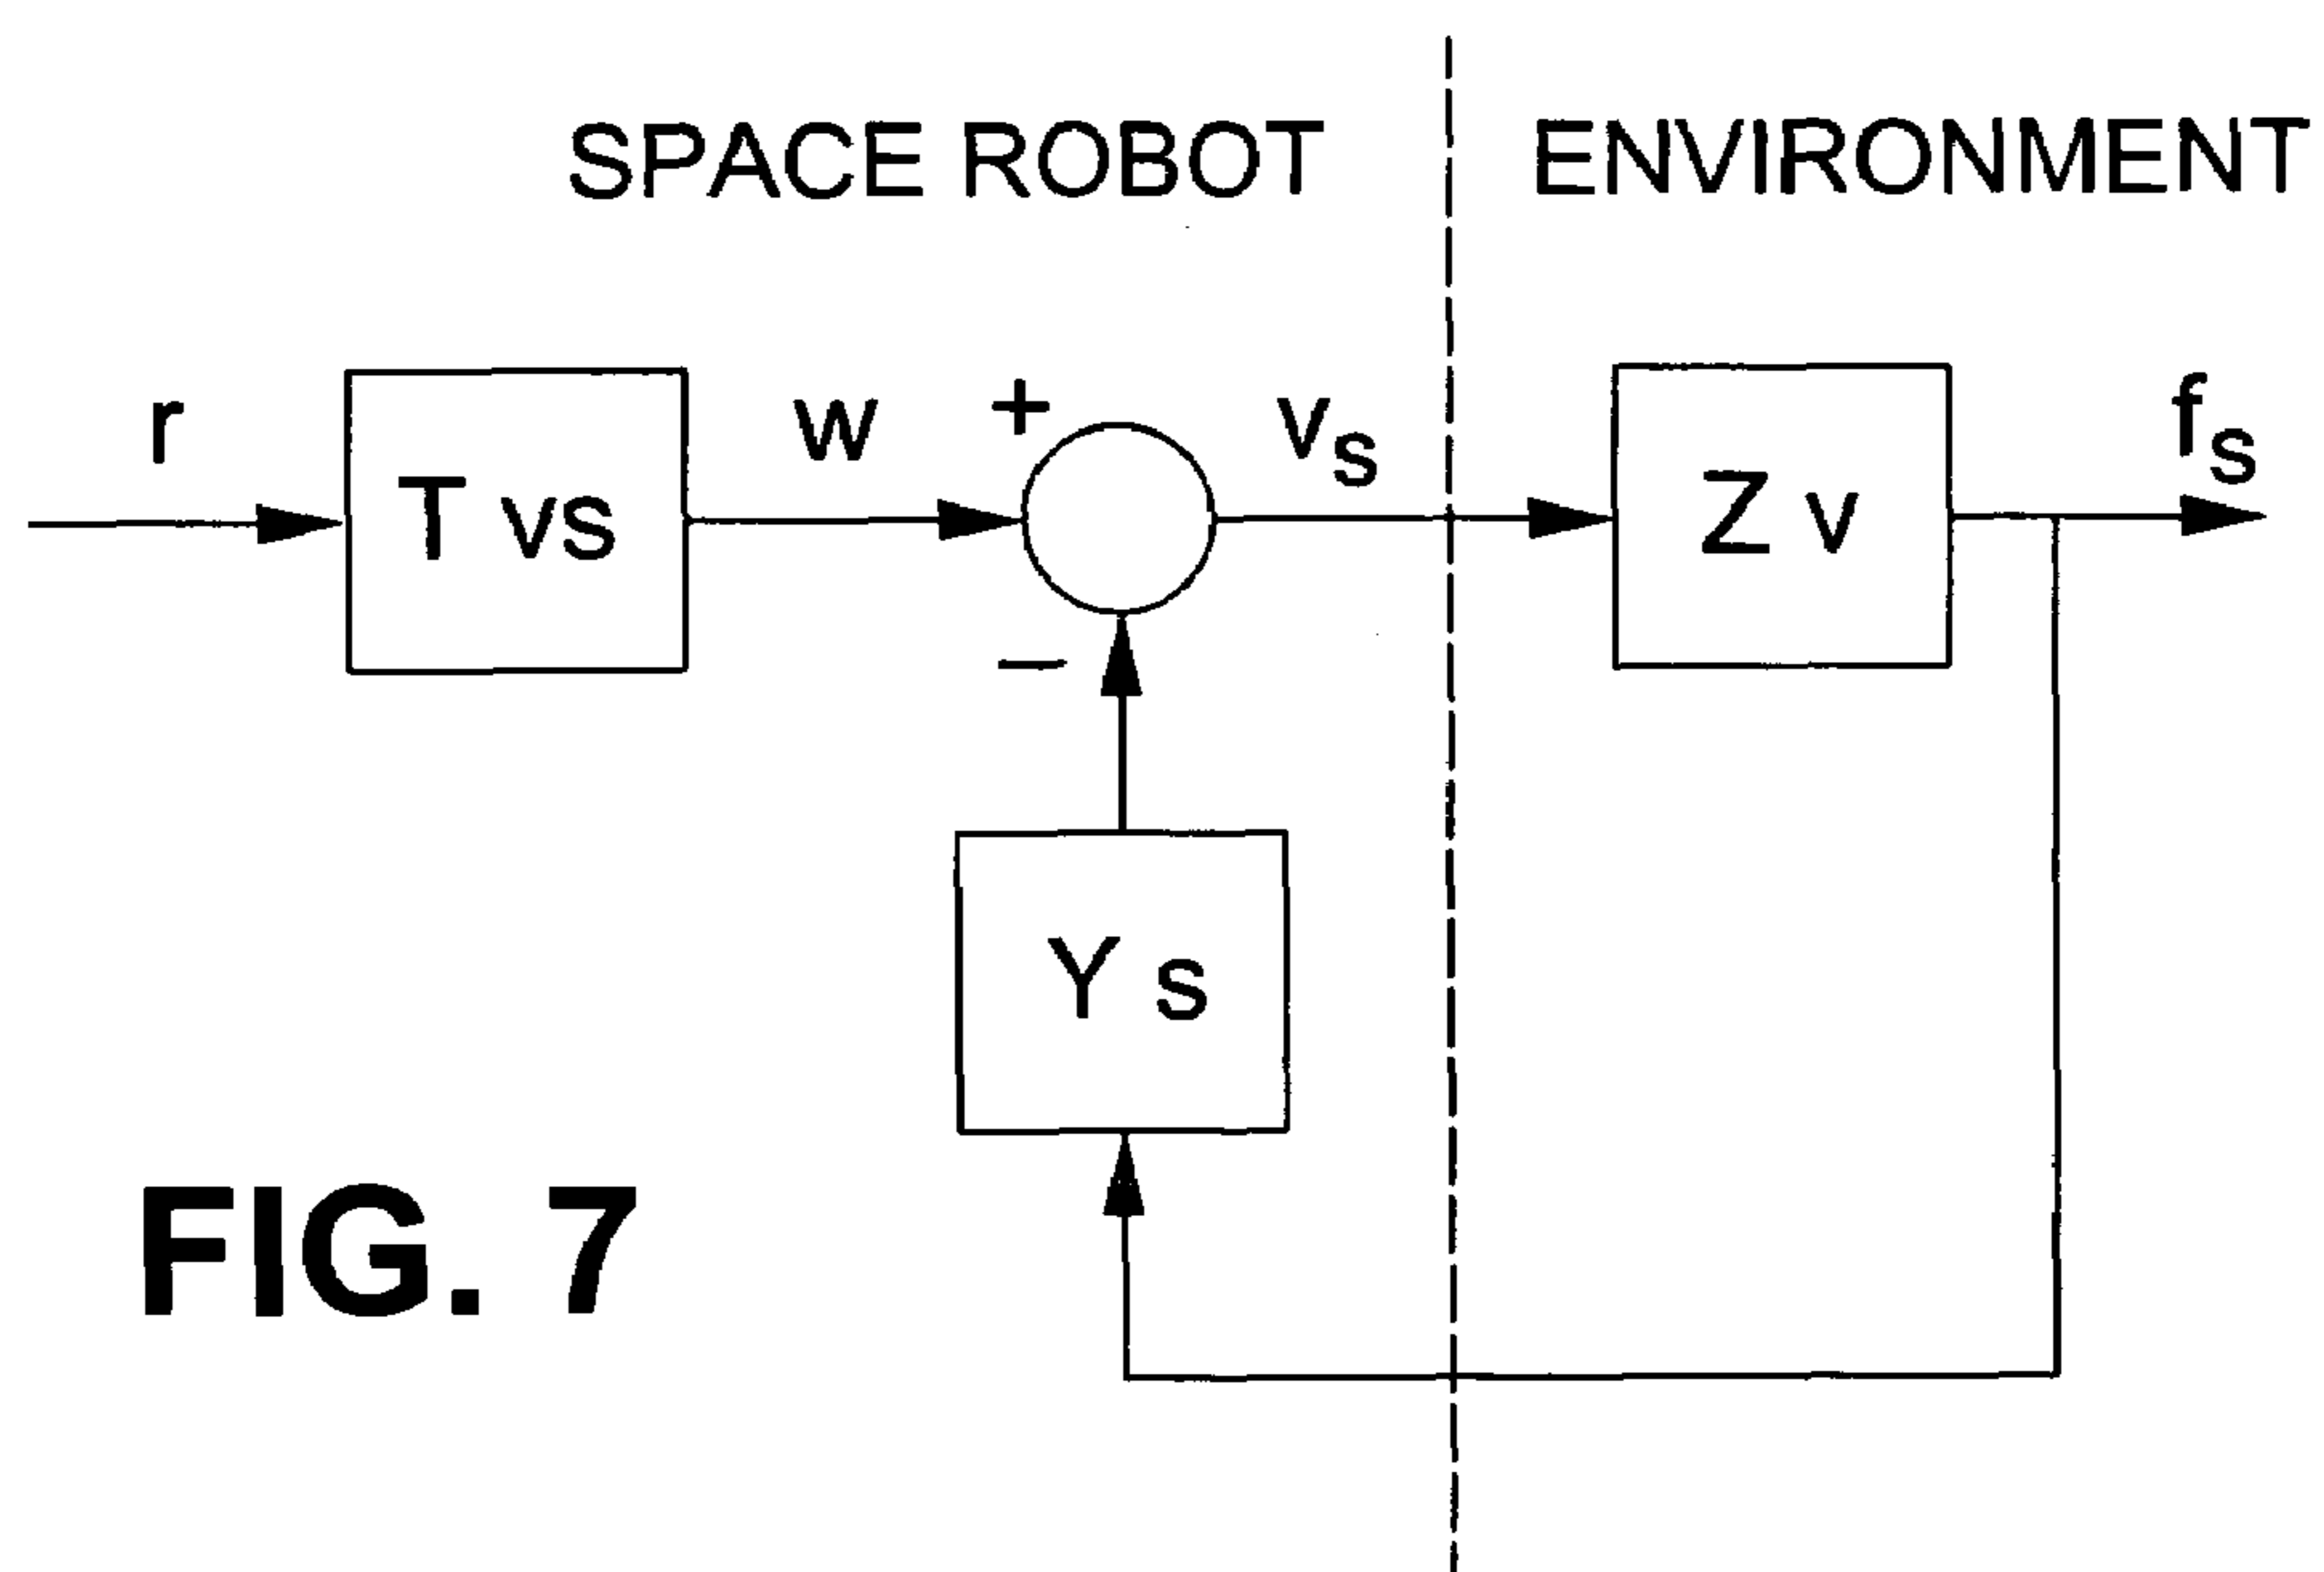 SPACE ROBOT
ENVIRONMENT
r
T vs
w
+
vs
Z v
fs
−
Y s
FIG. 7